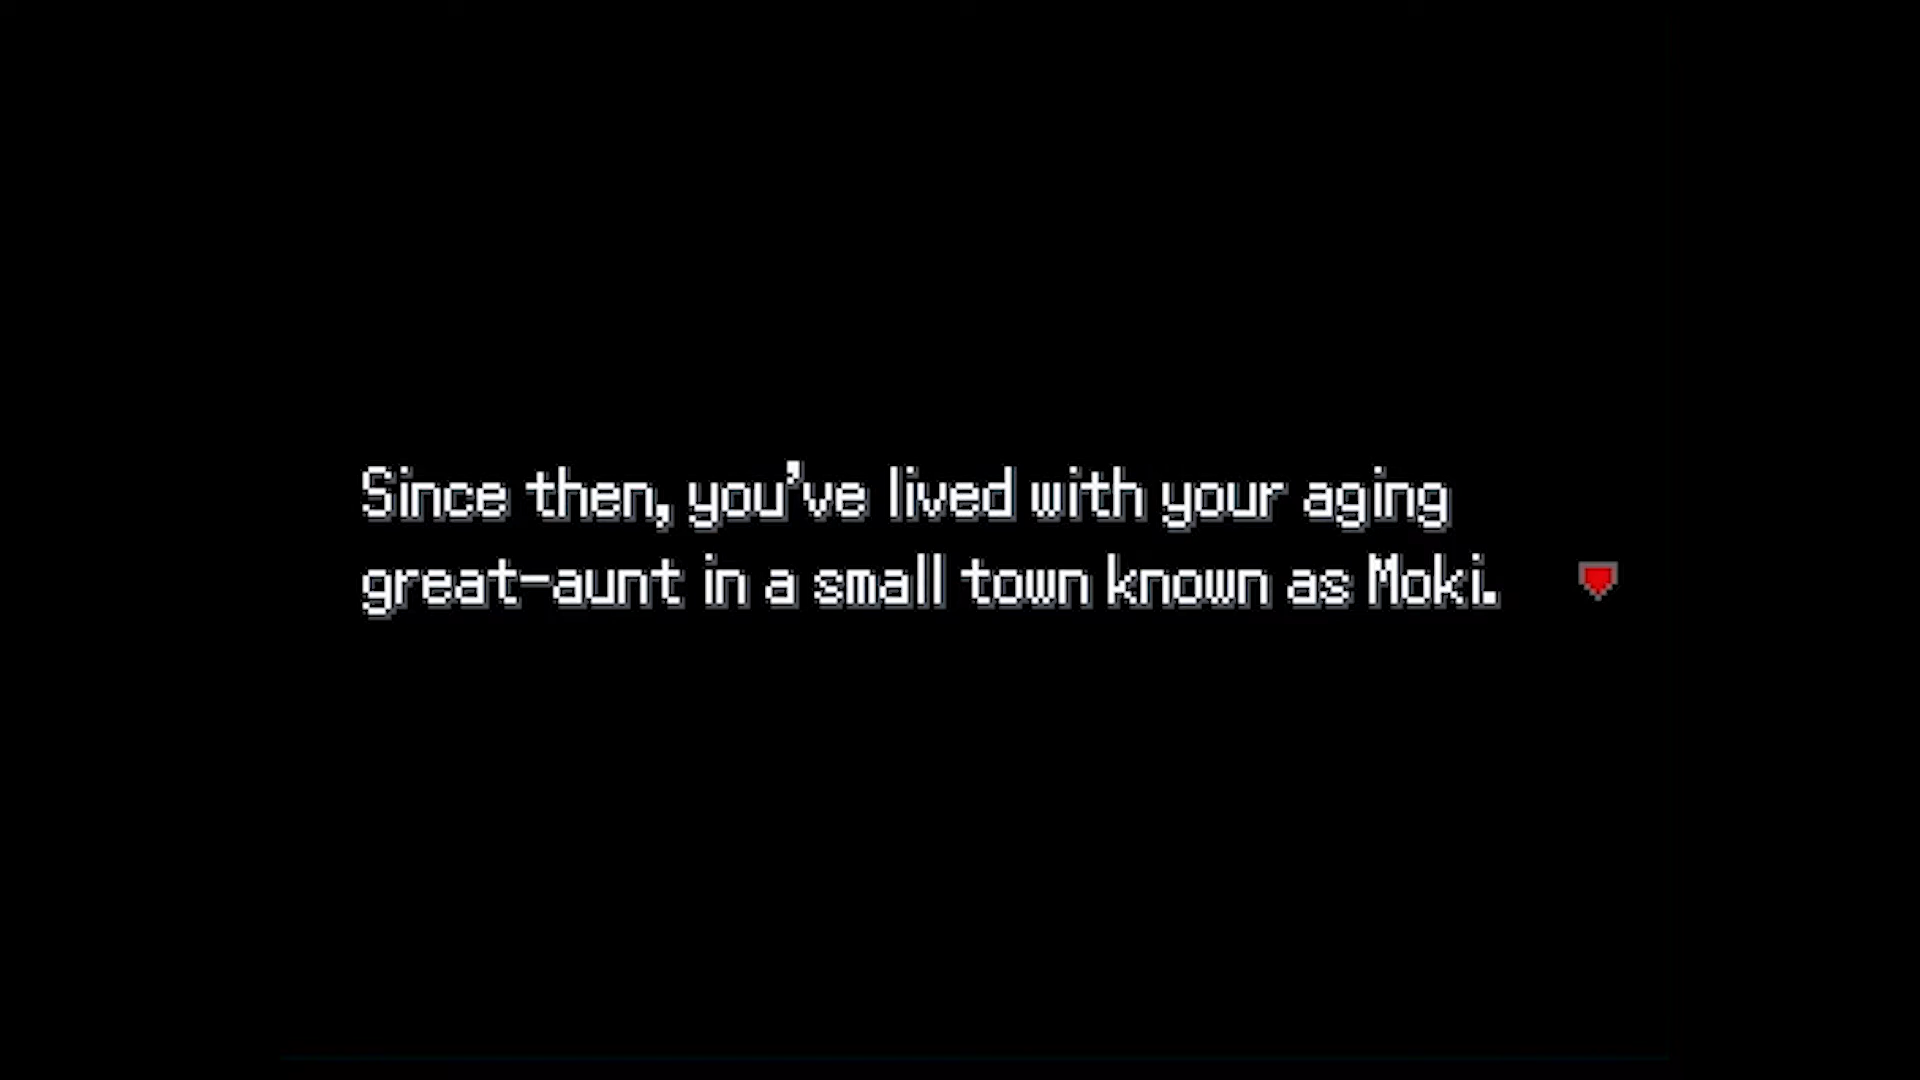 Since then, you've lived with your aging
great-aunt in a small town known as Moki.